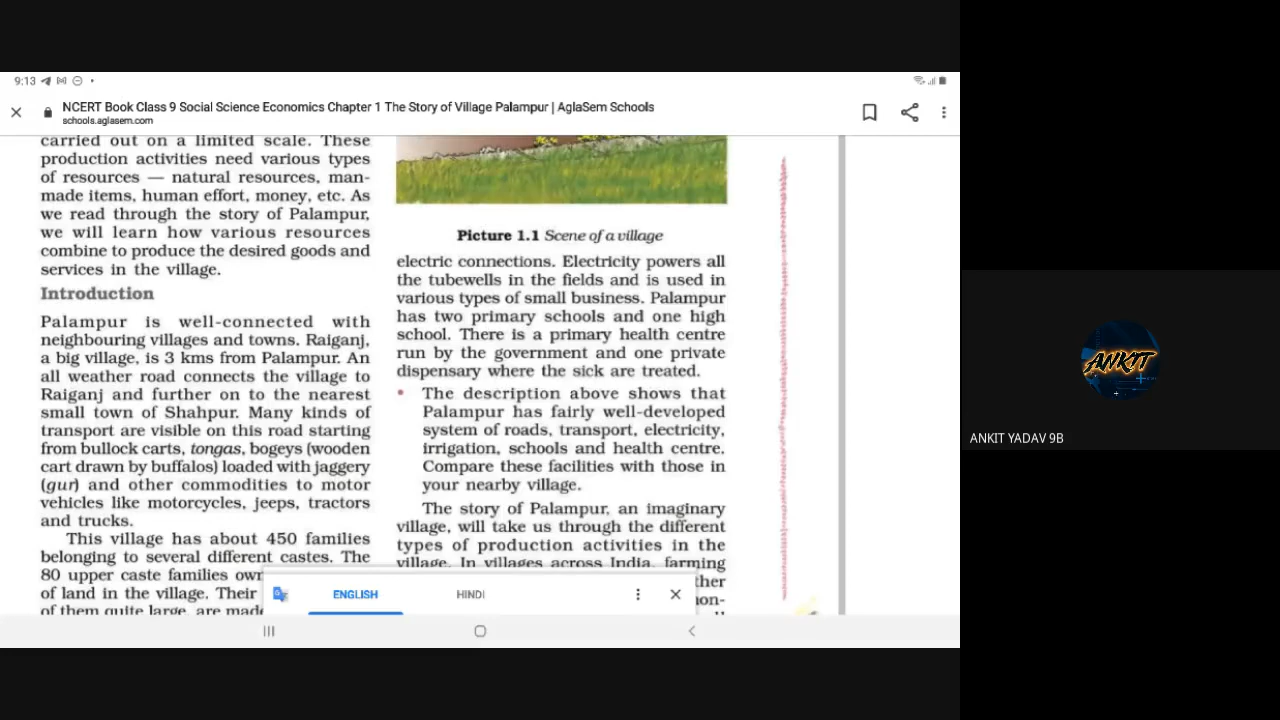 9:13
NCERT Book Class 9 Social Science Economics Chapter 1 The Story of Village Palampur | AglaSem Schools
schools.aglasem.com
carried out on a limited scale. These
production activities need various types
of resources — natural resources, man-
made items, human effort, money, etc. As
we read through the story of Palampur,
we will learn how various resources
combine to produce the desired goods and
services in the village.
Introduction
Palampur is well-connected with
neighbouring villages and towns. Raiganj,
a big village, is 3 kms from Palampur. An
all weather road connects the village to
Raiganj and further on to the nearest
small town of Shahpur. Many kinds of
transport are visible on this road starting
from bullock carts, tongas, bogeys (wooden
cart drawn by buffalos) loaded with jaggery
(gur) and other commodities to motor
vehicles like motorcycles, jeeps, tractors
and trucks.
This village has about 450 families
belonging to several different castes. The
80 upper caste families own
of land in the village. Their
of them quite large, are made
Picture 1.1 Scene of a village
electric connections. Electricity powers all
the tubewells in the fields and is used in
various types of small business. Palampur
has two primary schools and one high
school. There is a primary health centre
run by the government and one private
dispensary where the sick are treated.
• The description above shows that
Palampur has fairly well-developed
system of roads, transport, electricity,
irrigation, schools and health centre.
Compare these facilities with those in
your nearby village.
The story of Palampur, an imaginary
village, will take us through the different
types of production activities in the
village. In villages across India, farming
ENGLISH
HINDI
ANKIT
ANKIT YADAV 9B